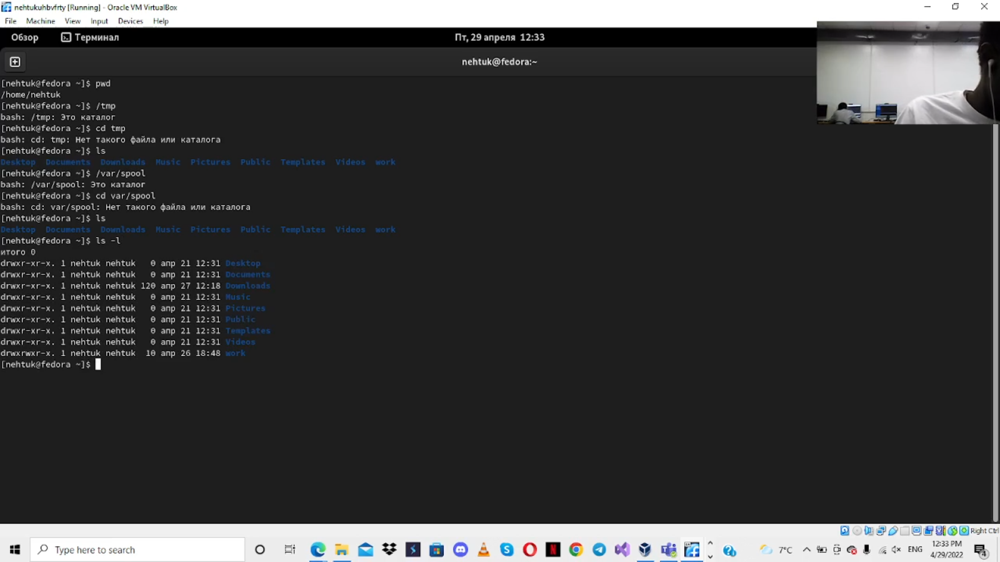 nehtukuhbvfrty [Running] - Oracle VM VirtualBox
File Machine View Input Devices Help
Обзор Терминал Пт, 29 апреля 12:33
nehtuk@fedora:~
[nehtuk@fedora ~]$ pwd
/home/nehtuk
[nehtuk@fedora ~]$ /tmp
bash: /tmp: Это каталог
[nehtuk@fedora ~]$ cd tmp
bash: cd: tmp: Нет такого файла или каталога
[nehtuk@fedora ~]$ ls
Desktop Documents Downloads Music Pictures Public Templates Videos work
[nehtuk@fedora ~]$ /var/spool
bash: /var/spool: Это каталог
[nehtuk@fedora ~]$ cd var/spool
bash: cd: var/spool: Нет такого файла или каталога
[nehtuk@fedora ~]$ ls
Desktop Documents Downloads Music Pictures Public Templates Videos work
[nehtuk@fedora ~]$ ls -l
итого 0
drwxr-xr-x. 1 nehtuk nehtuk 0 апр 21 12:31 Desktop
drwxr-xr-x. 1 nehtuk nehtuk 0 апр 21 12:31 Documents
drwxr-xr-x. 1 nehtuk nehtuk 120 апр 27 12:18 Downloads
drwxr-xr-x. 1 nehtuk nehtuk 0 апр 21 12:31 Music
drwxr-xr-x. 1 nehtuk nehtuk 0 апр 21 12:31 Pictures
drwxr-xr-x. 1 nehtuk nehtuk 0 апр 21 12:31 Public
drwxr-xr-x. 1 nehtuk nehtuk 0 апр 21 12:31 Templates
drwxr-xr-x. 1 nehtuk nehtuk 0 апр 21 12:31 Videos
drwxrwxr-x. 1 nehtuk nehtuk 10 апр 26 18:48 work
[nehtuk@fedora ~]$
Right Ctrl
Type here to search
7°C
ENG
12:33 PM
4/29/2022
4